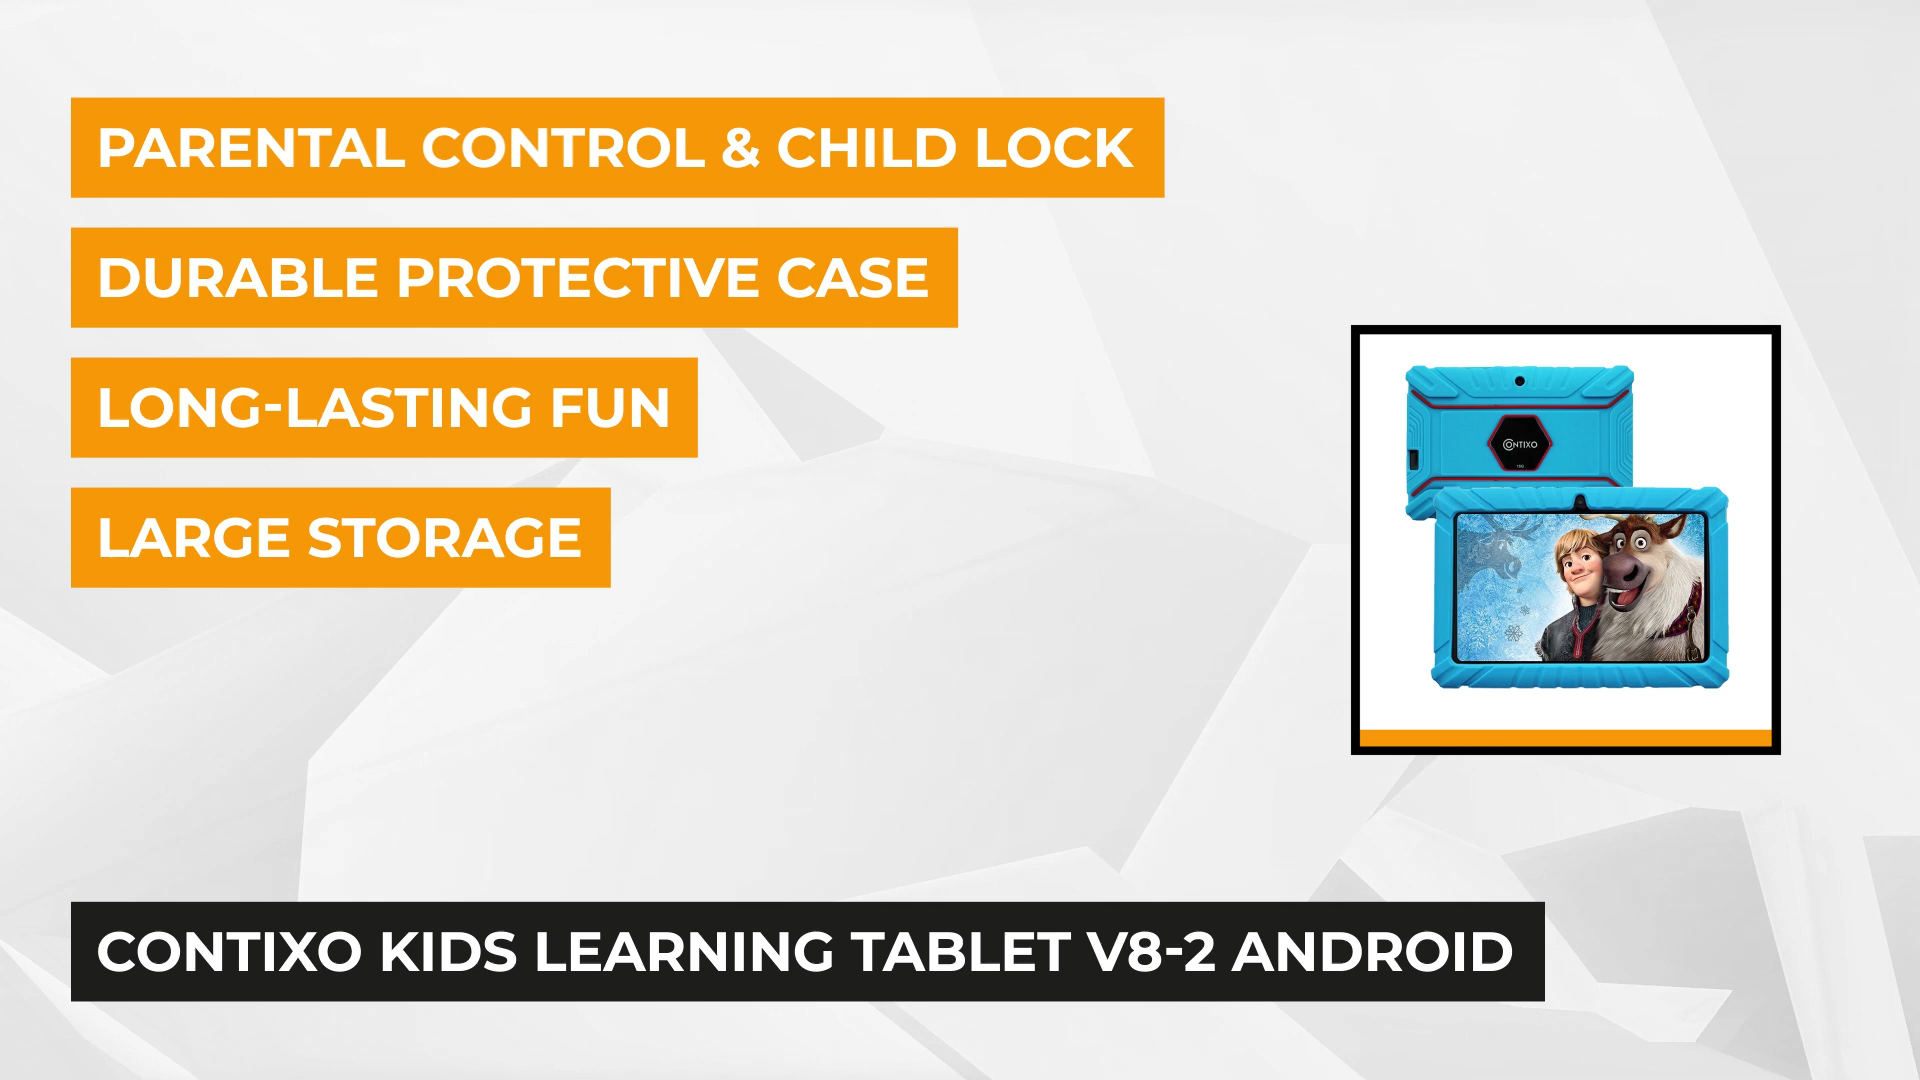 PARENTAL CONTROL & CHILD LOCK
DURABLE PROTECTIVE CASE
LONG-LASTING FUN
LARGE STORAGE
CONTIXO
CONTIXO KIDS LEARNING TABLET V8-2 ANDROID